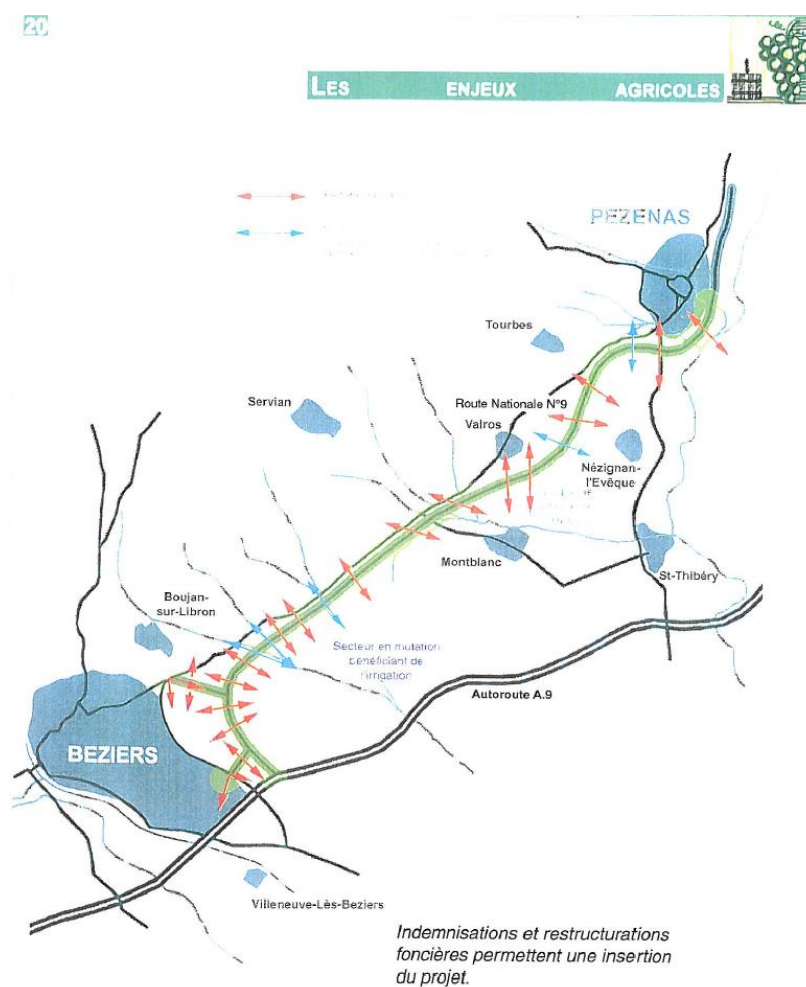 20
LES ENJEUX AGRICOLES
PEZENAS
Tourbes
Servian
Route Nationale N°9
Valros
Nézignan-
l'Evêque
Montblanc
St-Thibéry
Boujan-
sur-Libron
Secteur en mutation
bénéficiant de
l'irrigation
Autoroute A.9
BEZIERS
Villeneuve-Lès-Beziers
Indemnisations et restructurations
foncières permettent une insertion
du projet.